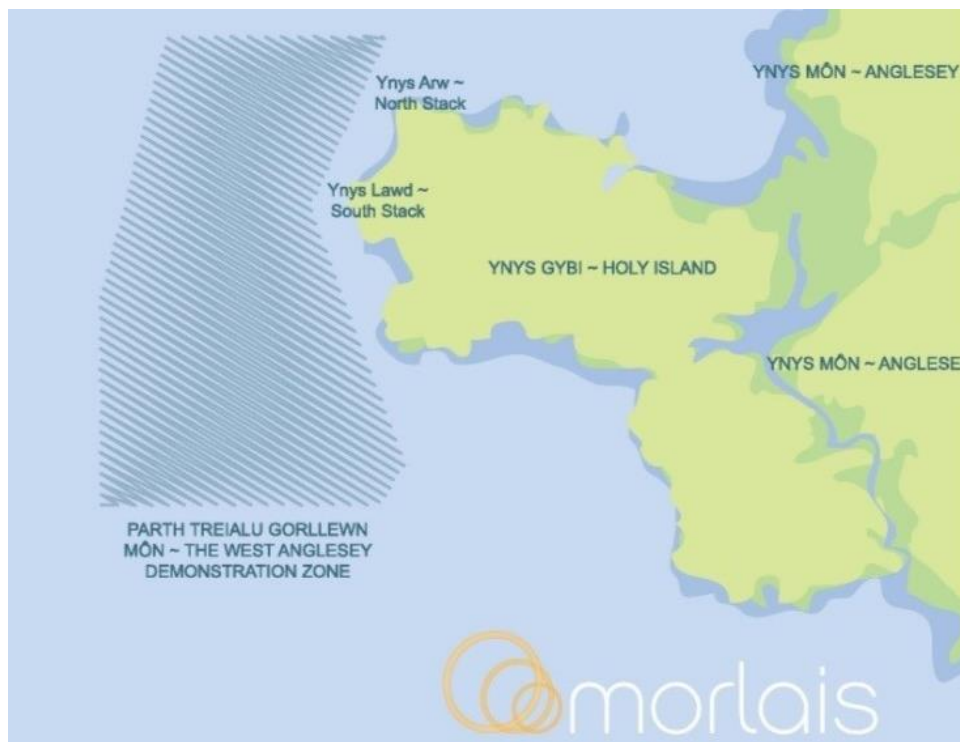 YNYS MÔN ~ ANGLESEY
Ynys Arw ~
North Stack
Ynys Lawd ~
South Stack
YNYS GYBI ~ HOLY ISLAND
YNYS MÔN ~ ANGLESE
PARTH TREIALU GORLLEWN
MÔN ~ THE WEST ANGLESEY
DEMONSTRATION ZONE
morlais